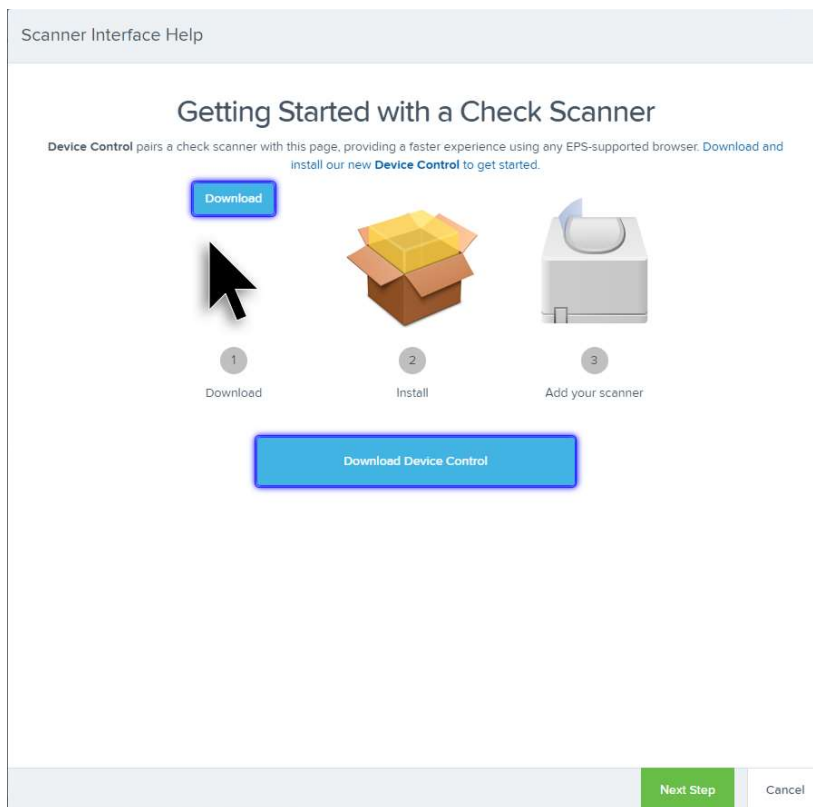 Scanner Interface Help
Getting Started with a Check Scanner
Device Control pairs a check scanner with this page, providing a faster experience using any EPS-supported browser. Download and
install our new Device Control to get started.
Download
1
2
3
Download
Install
Add your scanner
Download Device Control
Next Step
Cancel